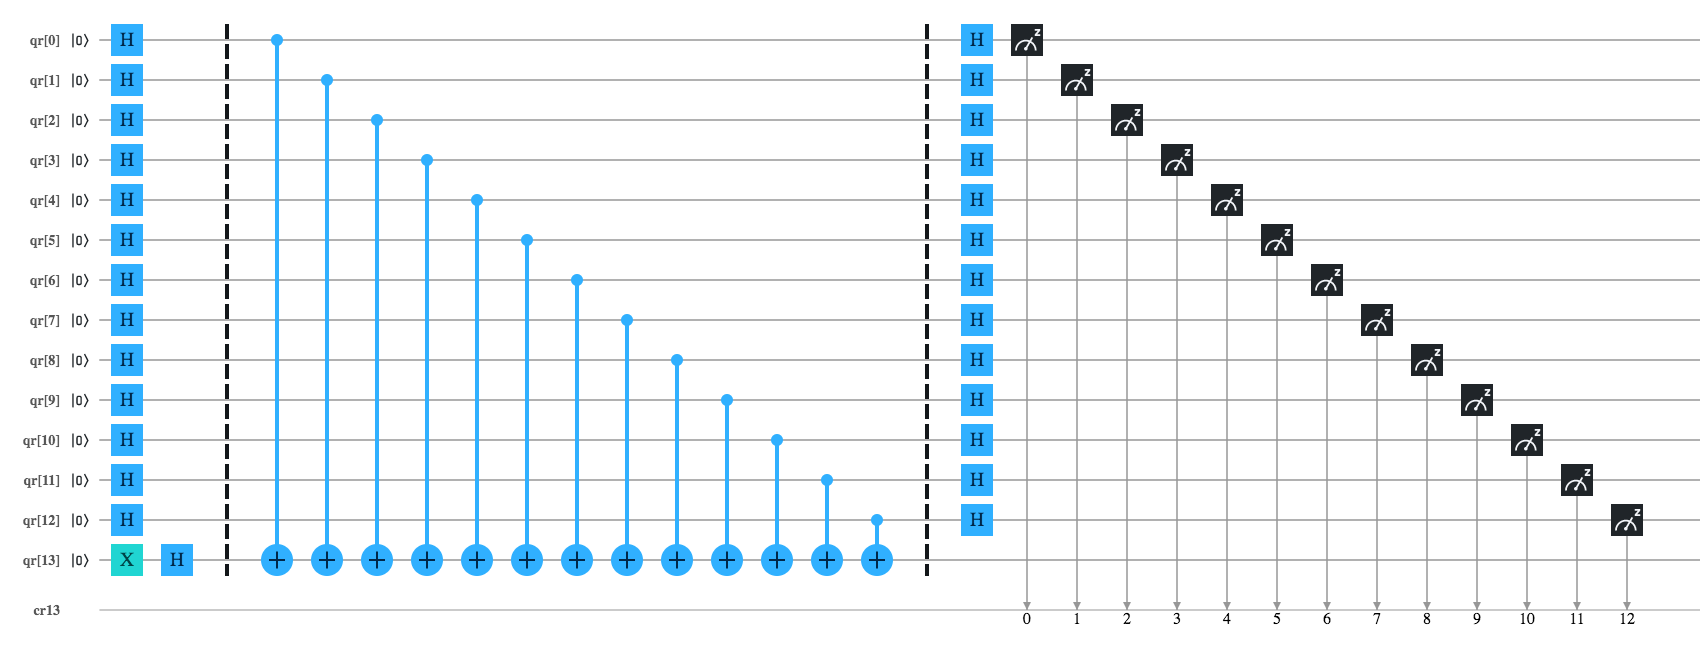 qr[0] |0⟩ H H z
qr[1] |0⟩ H H z
qr[2] |0⟩ H H z
qr[3] |0⟩ H H z
qr[4] |0⟩ H H z
qr[5] |0⟩ H H z
qr[6] |0⟩ H H z
qr[7] |0⟩ H H z
qr[8] |0⟩ H H z
qr[9] |0⟩ H H z
qr[10] |0⟩ H H z
qr[11] |0⟩ H H z
qr[12] |0⟩ H H z
qr[13] |0⟩ X H + + + + + + + + + + + + +
cr13
0 1 2 3 4 5 6 7 8 9 10 11 12